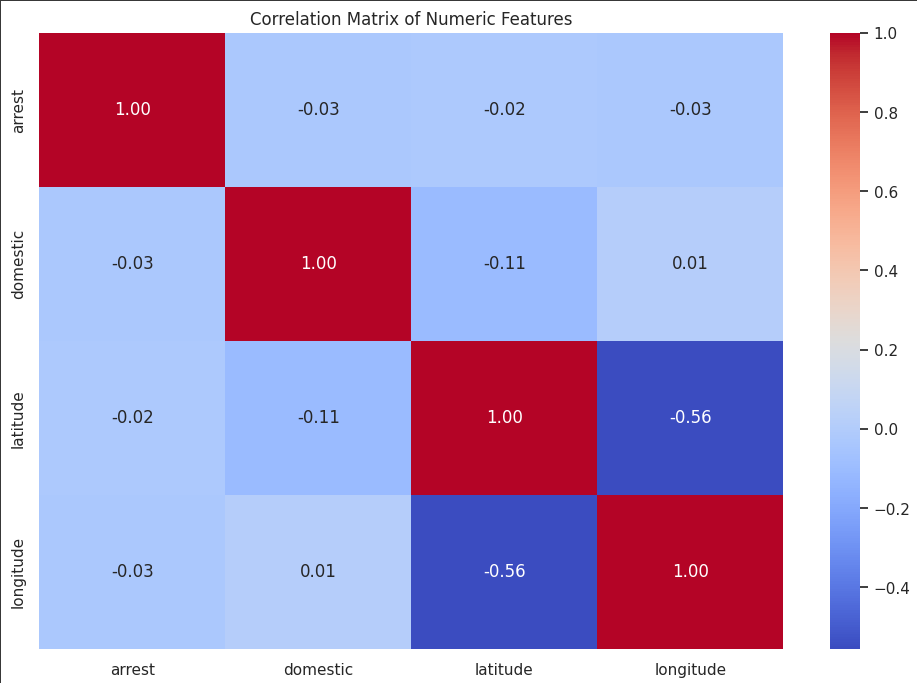 Correlation Matrix of Numeric Features
arrest
1.00
-0.03
-0.02
-0.03
domestic
-0.03
1.00
-0.11
0.01
latitude
-0.02
-0.11
1.00
-0.56
longitude
-0.03
0.01
-0.56
1.00
arrest
domestic
latitude
longitude
1.0
0.8
0.6
0.4
0.2
0.0
−0.2
−0.4